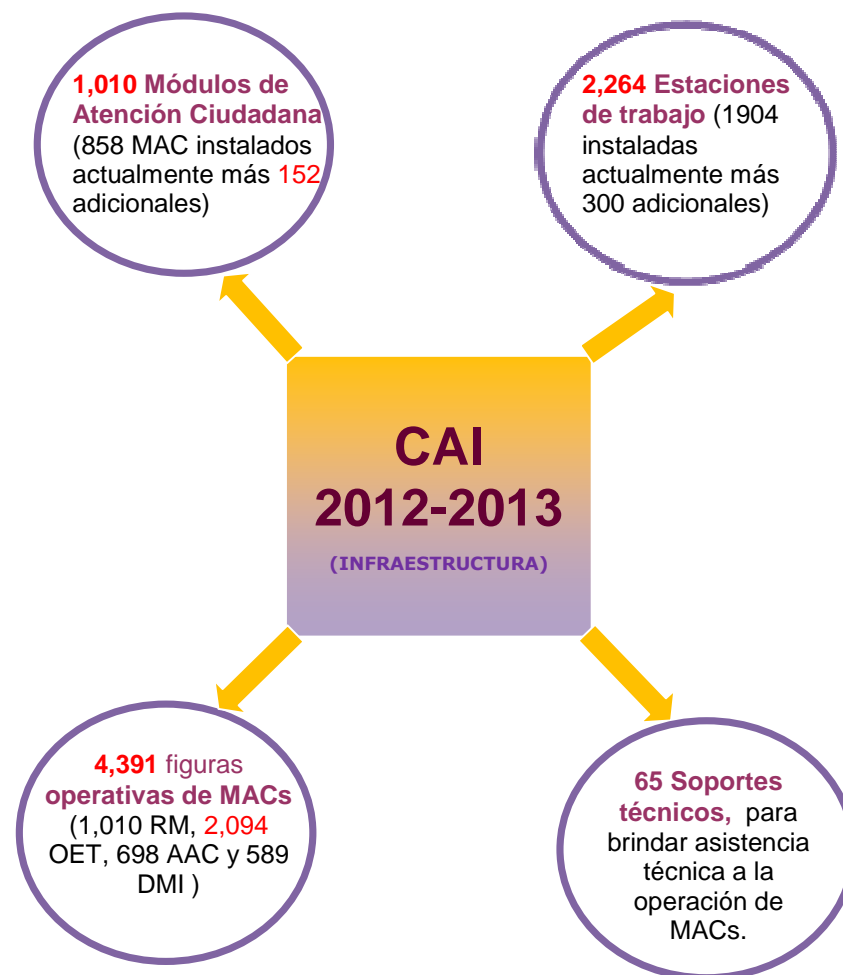 1,010 Módulos de
Atención Ciudadana
(858 MAC instalados
actualmente más 152
adicionales)
2,264 Estaciones
de trabajo (1904
instaladas
actualmente más
300 adicionales)
CAI
2012-2013
(INFRAESTRUCTURA)
4,391 figuras
operativas de MACs
(1,010 RM, 2,094
OET, 698 AAC y 589
DMI )
65 Soportes
técnicos, para
brindar asistencia
técnica a la
operación de
MACs.